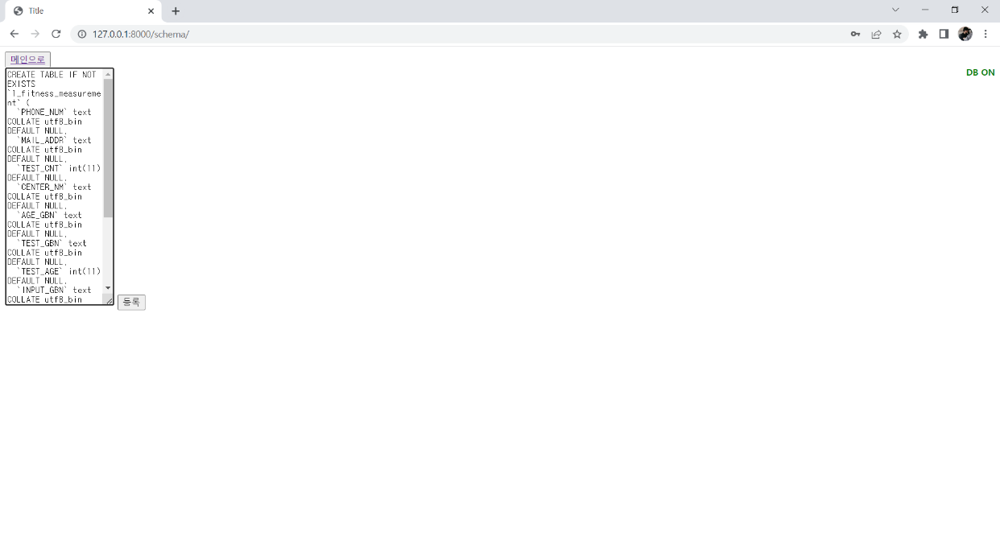 Title
127.0.0.1:8000/schema/
메인으로
DB ON
CREATE TABLE IF NOT
EXISTS
`1_fitness_measureme
nt` (
`PHONE_NUM` text
COLLATE utf8_bin
DEFAULT NULL,
`MAIL_ADDR` text
COLLATE utf8_bin
DEFAULT NULL,
`TEST_CNT` int(11)
DEFAULT NULL,
`CENTER_NM` text
COLLATE utf8_bin
DEFAULT NULL,
`AGE_GBN` text
COLLATE utf8_bin
DEFAULT NULL,
`TEST_GBN` text
COLLATE utf8_bin
DEFAULT NULL,
`TEST_AGE` int(11)
DEFAULT NULL,
`INPUT_GBN` text
COLLATE utf8_bin
등록